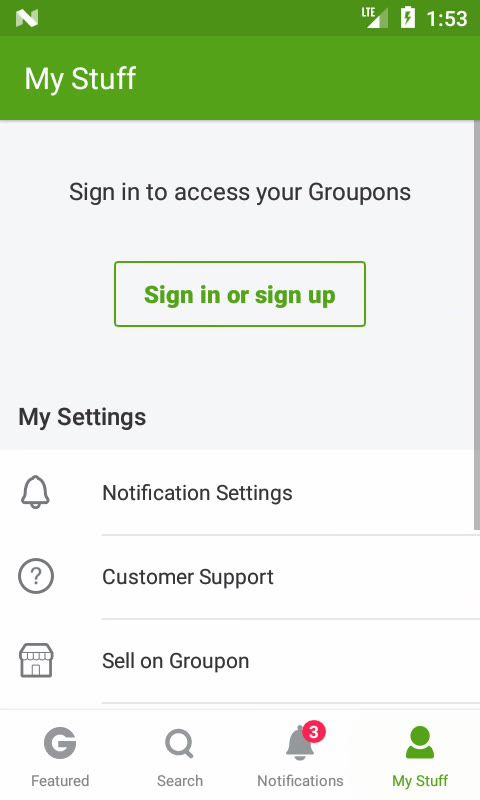 LTE 1:53
My Stuff
Sign in to access your Groupons
Sign in or sign up
My Settings
Notification Settings
? Customer Support
Sell on Groupon
G
3
Featured Search Notifications My Stuff